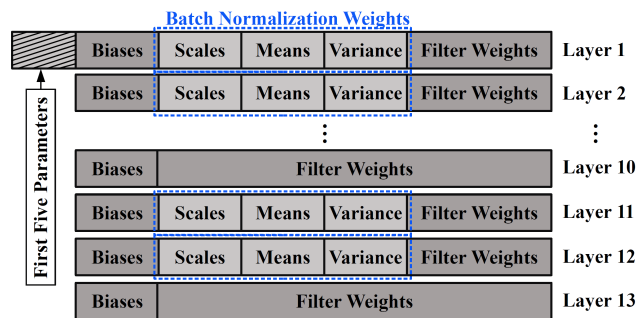 Batch Normalization Weights
Biases Scales Means Variance Filter Weights Layer 1
Biases Scales Means Variance Filter Weights Layer 2
⋮ ⋮
Biases Filter Weights Layer 10
Biases Scales Means Variance Filter Weights Layer 11
Biases Scales Means Variance Filter Weights Layer 12
Biases Filter Weights Layer 13
First Five Parameters